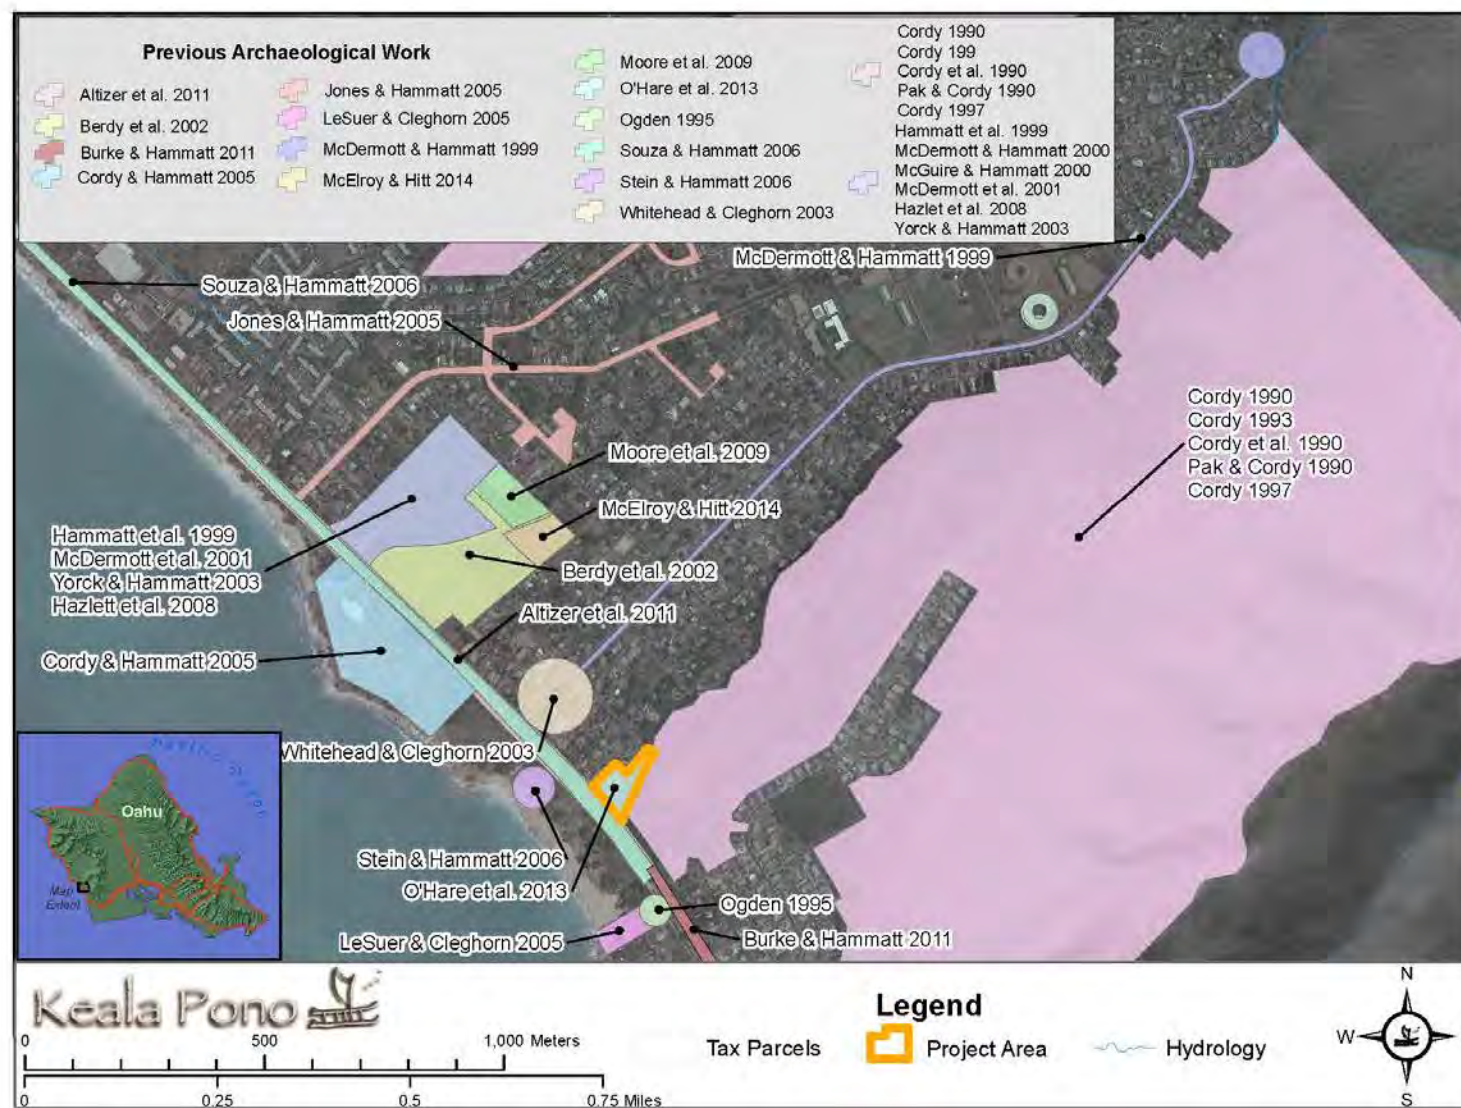 Previous Archaeological Work
Altizer et al. 2011
Berdy et al. 2002
Burke & Hammatt 2011
Cordy & Hammatt 2005
Jones & Hammatt 2005
LeSuer & Cleghorn 2005
McDermott & Hammatt 1999
McElroy & Hitt 2014
Moore et al. 2009
O'Hare et al. 2013
Ogden 1995
Souza & Hammatt 2006
Stein & Hammatt 2006
Whitehead & Cleghorn 2003
Cordy 1990
Cordy 199
Cordy et al. 1990
Pak & Cordy 1990
Cordy 1997
Hammatt et al. 1999
McDermott & Hammatt 2000
McGuire & Hammatt 2000
McDermott et al. 2001
Hazlet et al. 2008
Yorck & Hammatt 2003
McDermott & Hammatt 1999
Souza & Hammatt 2006
Jones & Hammatt 2005
Cordy 1990
Cordy 1993
Cordy et al. 1990
Pak & Cordy 1990
Cordy 1997
Moore et al. 2009
McElroy & Hitt 2014
Hammatt et al. 1999
McDermott et al. 2001
Yorck & Hammatt 2003
Hazlett et al. 2008
Berdy et al. 2002
Altizer et al. 2011
Cordy & Hammatt 2005
Whitehead & Cleghorn 2003
Stein & Hammatt 2006
O'Hare et al. 2013
Ogden 1995
LeSuer & Cleghorn 2005
Burke & Hammatt 2011
Oahu
Map
Extent
Keala Pono
0 500 1,000 Meters
0 0.25 0.5 0.75 Miles
Legend
Tax Parcels
Project Area
Hydrology
N
W
E
S